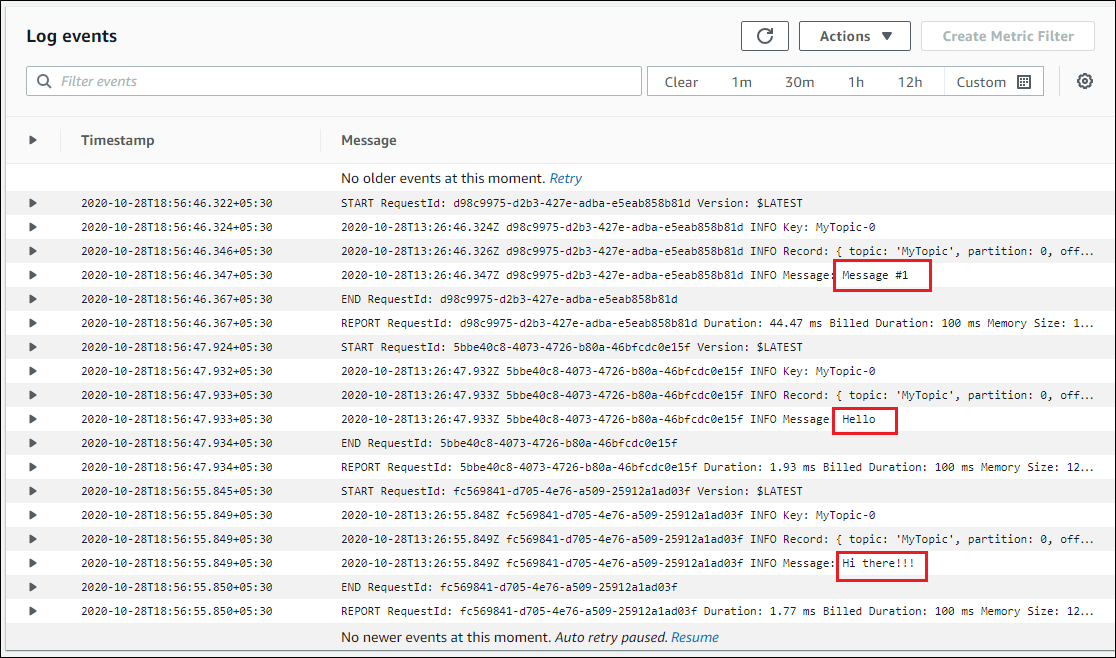 Log events
Actions
Create Metric Filter
Filter events
Clear 1m 30m 1h 12h Custom
Timestamp Message
No older events at this moment. Retry
2020-10-28T18:56:46.322+05:30 START RequestId: d98c9975-d2b3-427e-adba-e5eab858b81d Version: $LATEST
2020-10-28T18:56:46.324+05:30 2020-10-28T13:26:46.324Z d98c9975-d2b3-427e-adba-e5eab858b81d INFO Key: MyTopic-0
2020-10-28T18:56:46.346+05:30 2020-10-28T13:26:46.326Z d98c9975-d2b3-427e-adba-e5eab858b81d INFO Record: { topic: 'MyTopic', partition: 0, off...
2020-10-28T18:56:46.347+05:30 2020-10-28T13:26:46.347Z d98c9975-d2b3-427e-adba-e5eab858b81d INFO Message: Message #1
2020-10-28T18:56:46.367+05:30 END RequestId: d98c9975-d2b3-427e-adba-e5eab858b81d
2020-10-28T18:56:46.367+05:30 REPORT RequestId: d98c9975-d2b3-427e-adba-e5eab858b81d Duration: 44.47 ms Billed Duration: 100 ms Memory Size: 1...
2020-10-28T18:56:47.924+05:30 START RequestId: 5bbe40c8-4073-4726-b80a-46bfcdc0e15f Version: $LATEST
2020-10-28T18:56:47.932+05:30 2020-10-28T13:26:47.932Z 5bbe40c8-4073-4726-b80a-46bfcdc0e15f INFO Key: MyTopic-0
2020-10-28T18:56:47.933+05:30 2020-10-28T13:26:47.933Z 5bbe40c8-4073-4726-b80a-46bfcdc0e15f INFO Record: { topic: 'MyTopic', partition: 0, off...
2020-10-28T18:56:47.933+05:30 2020-10-28T13:26:47.933Z 5bbe40c8-4073-4726-b80a-46bfcdc0e15f INFO Message Hello
2020-10-28T18:56:47.934+05:30 END RequestId: 5bbe40c8-4073-4726-b80a-46bfcdc0e15f
2020-10-28T18:56:47.934+05:30 REPORT RequestId: 5bbe40c8-4073-4726-b80a-46bfcdc0e15f Duration: 1.93 ms Billed Duration: 100 ms Memory Size: 12...
2020-10-28T18:56:55.845+05:30 START RequestId: fc569841-d705-4e76-a509-25912a1ad03f Version: $LATEST
2020-10-28T18:56:55.849+05:30 2020-10-28T13:26:55.848Z fc569841-d705-4e76-a509-25912a1ad03f INFO Key: MyTopic-0
2020-10-28T18:56:55.849+05:30 2020-10-28T13:26:55.849Z fc569841-d705-4e76-a509-25912a1ad03f INFO Record: { topic: 'MyTopic', partition: 0, off...
2020-10-28T18:56:55.849+05:30 2020-10-28T13:26:55.849Z fc569841-d705-4e76-a509-25912a1ad03f INFO Message: Hi there!!!
2020-10-28T18:56:55.850+05:30 END RequestId: fc569841-d705-4e76-a509-25912a1ad03f
2020-10-28T18:56:55.850+05:30 REPORT RequestId: fc569841-d705-4e76-a509-25912a1ad03f Duration: 1.77 ms Billed Duration: 100 ms Memory Size: 12...
No newer events at this moment. Auto retry paused. Resume